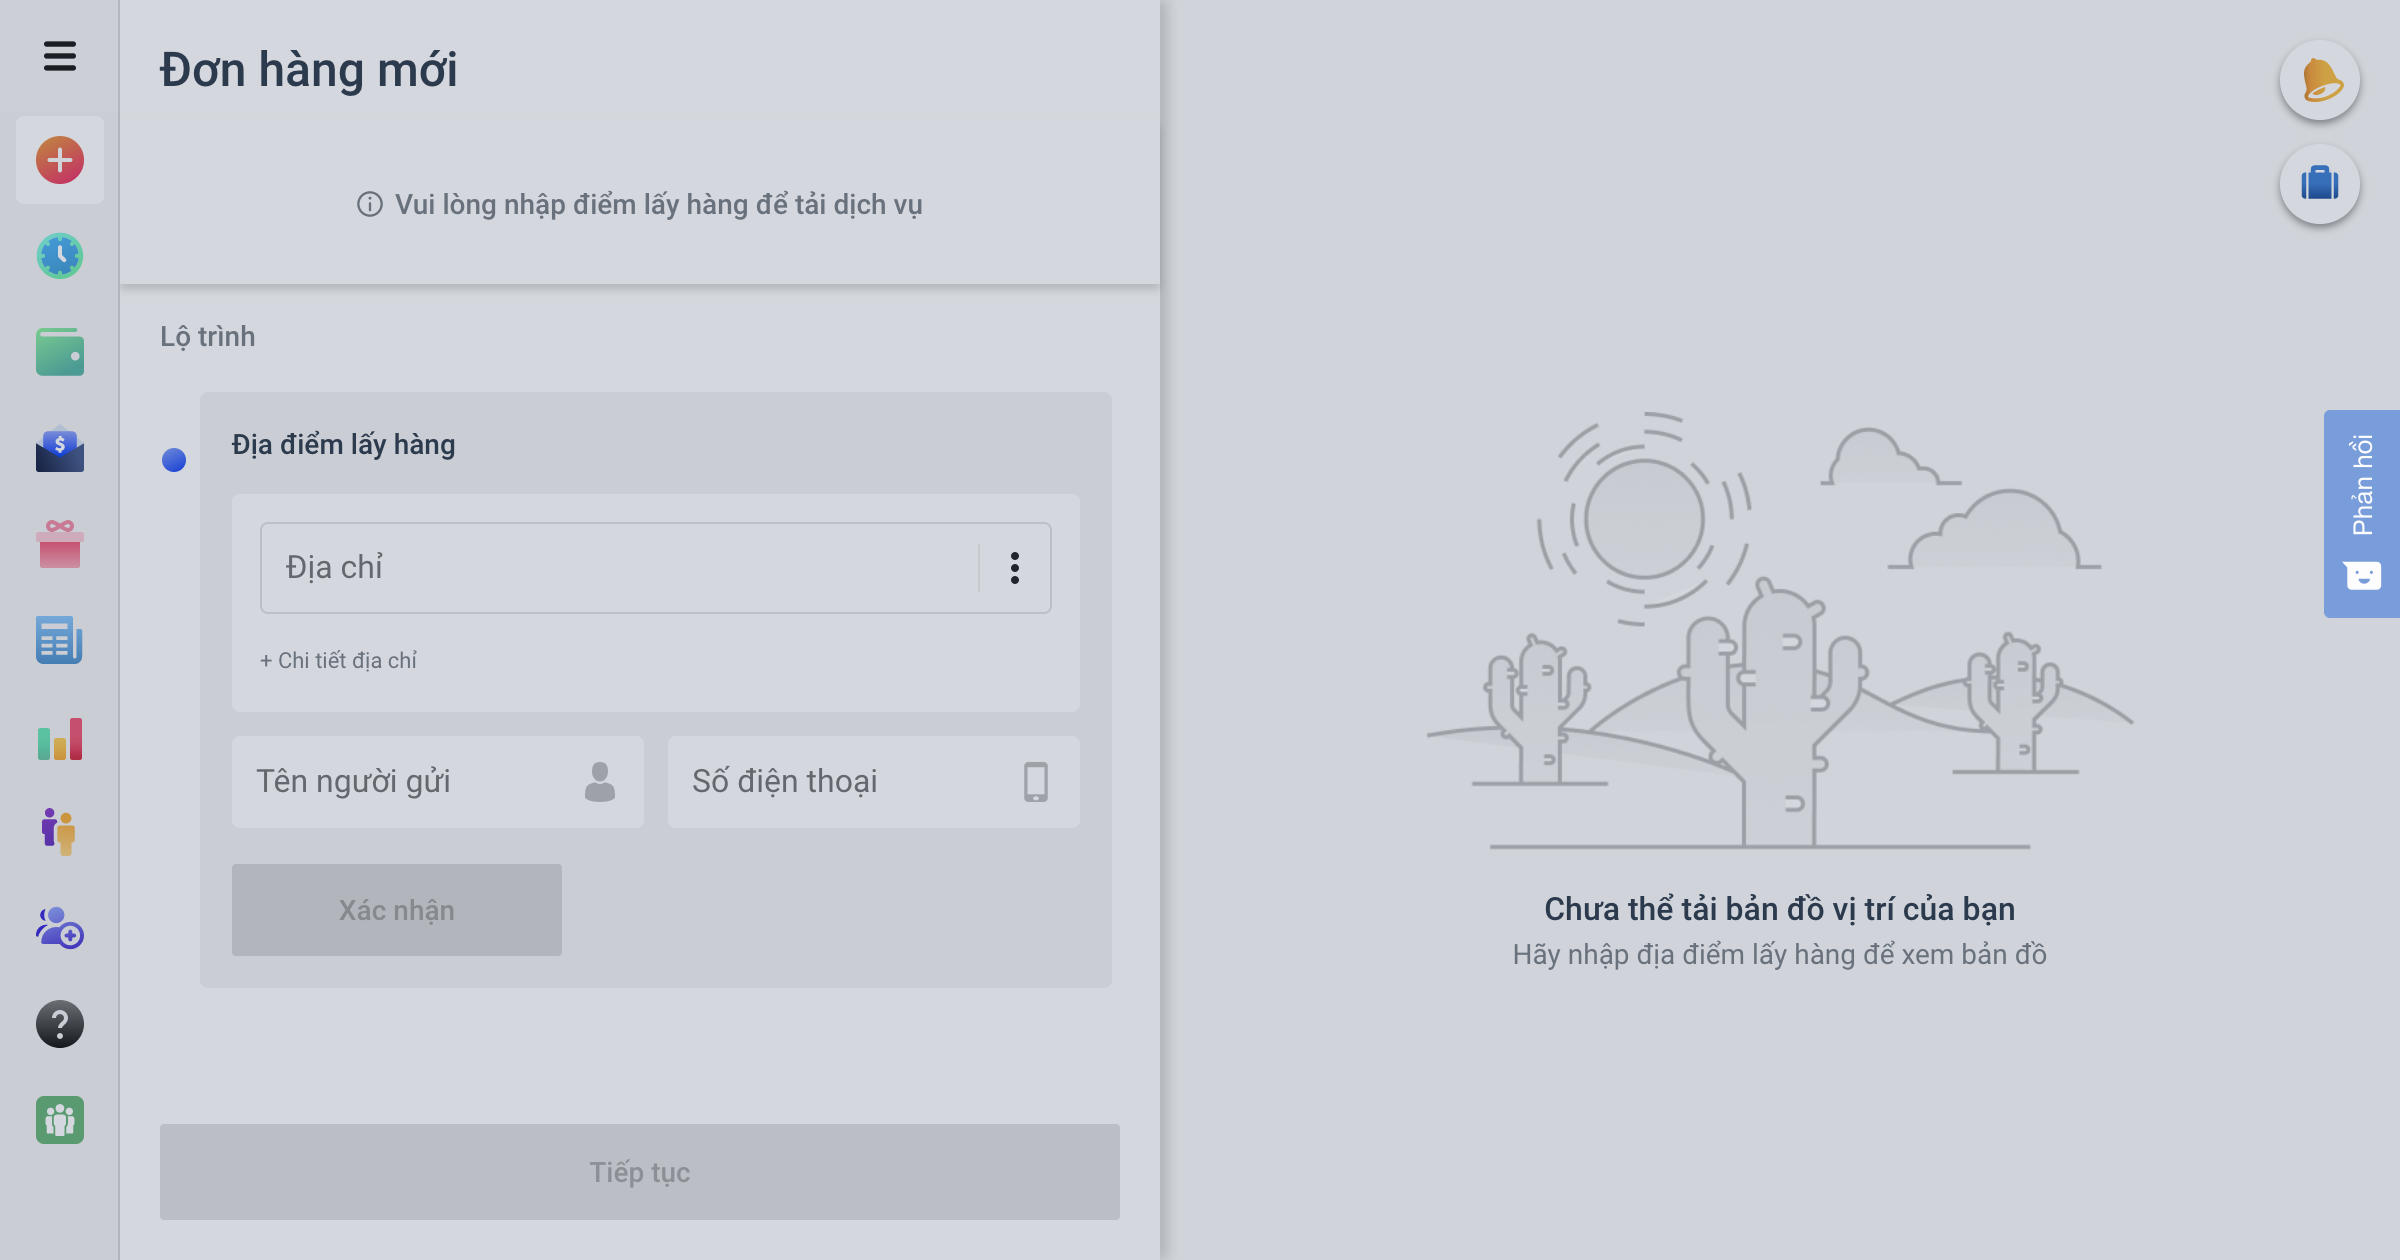 Đơn hàng mới
Vui lòng nhập điểm lấy hàng để tải dịch vụ
Lộ trình
Địa điểm lấy hàng
Địa chỉ
+ Chi tiết địa chỉ
Tên người gửi
Số điện thoại
Xác nhận
Tiếp tục
Chưa thể tải bản đồ vị trí của bạn
Hãy nhập địa điểm lấy hàng để xem bản đồ
Phản hồi